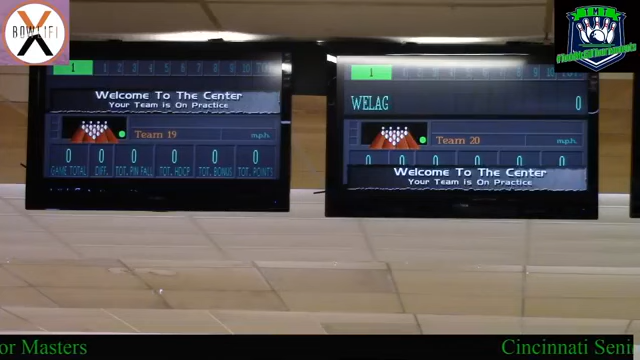 BOWLIFI
1 2 3 4 5 6 7 8 9 10
Welcome To The Center
Your Team is On Practice
Team 19 mph
0 0 0 0 0 0
GAME TOTAL DIFF. TOT. PIN FALL TOT. HDCP TOT. BONUS TOT. POINTS
1
WELAG 0
Team 20 mph
0 0 0 0 0 0
Welcome To The Center
Your Team is On Practice
or Masters Cincinnati Seni